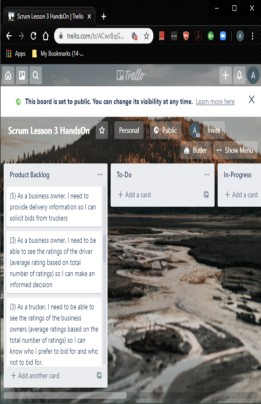 Scrum Lesson 3 HandsOn | Trello
trello.com/b/ACwrBqG...
Apps
My Bookmarks (14-...
Trello
A
This board is set to public. You can change its visibility at any time. Learn more here X
Scrum Lesson 3 HandsOn
Personal
Public
A
Invite
Butler
Show Menu
Product Backlog
(5) As a business owner, I need to
provide delivery information so I can
solicit bids from truckers
(3) As a business owner, I need to be
able to see the ratings of the driver
(average rating based on total
number of ratings) so I can make an
informed decision
(3) As a trucker, I need to be able to
see the ratings of the business
owners (average ratings based on the
total number of ratings) so I can
know who I prefer to bid for and who
not to bid for.
+ Add another card
To-Do
+ Add a card
In-Progress
+ Add a card